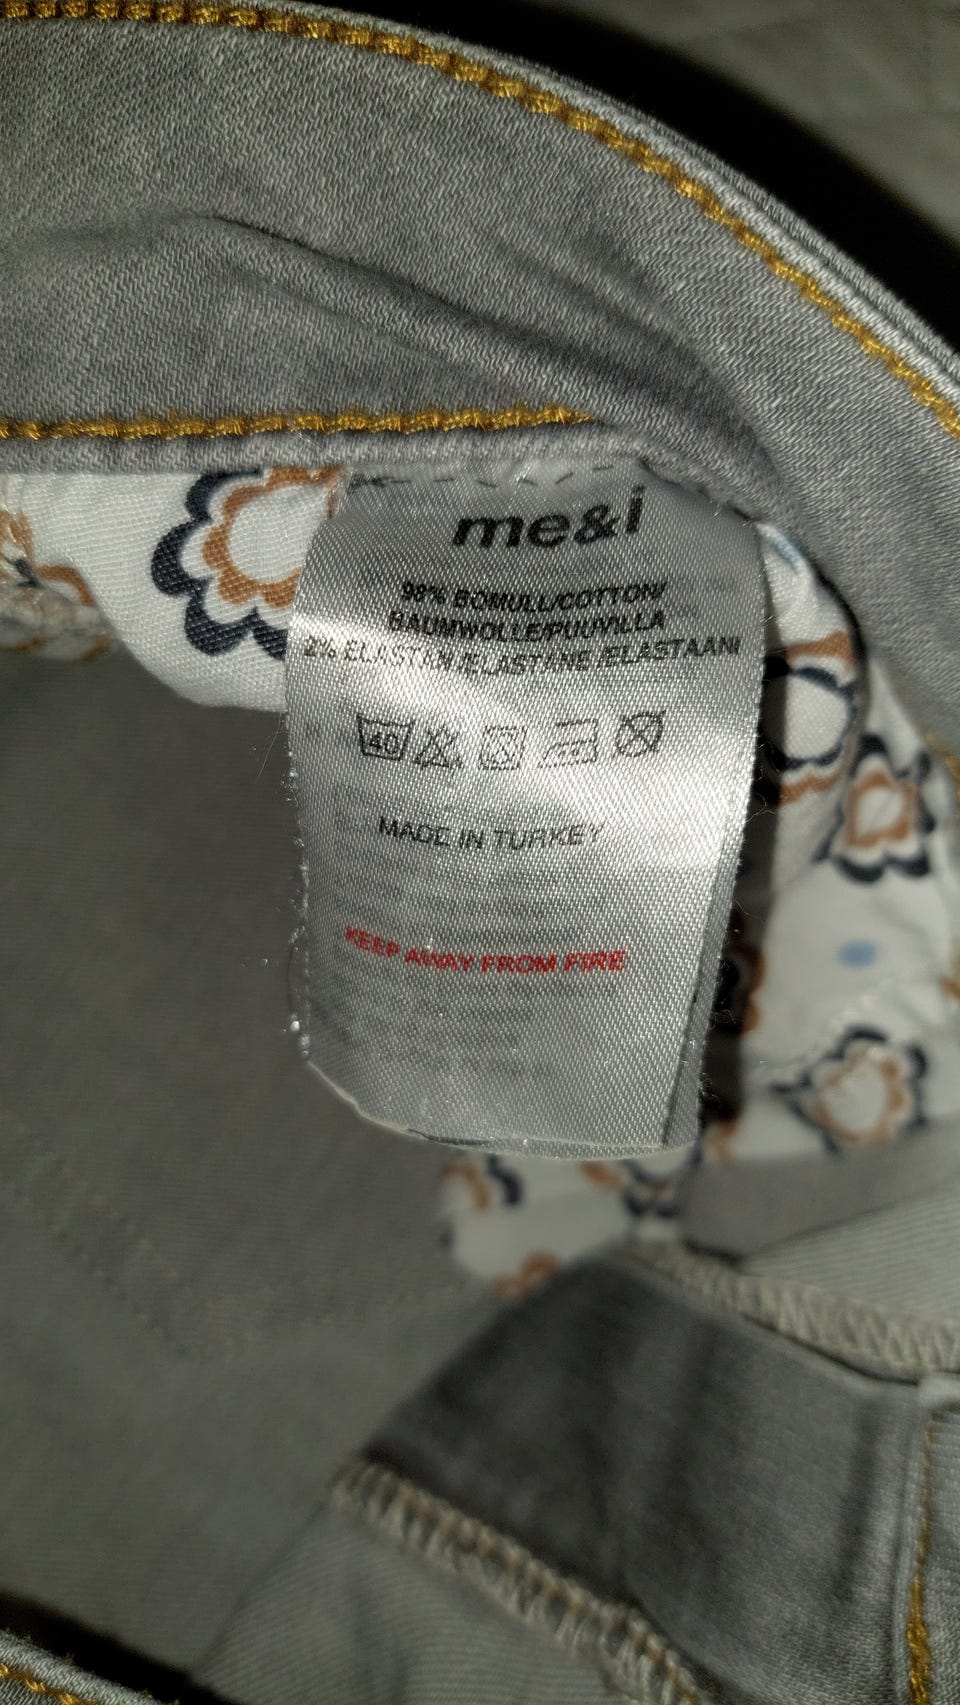 me&i
98% BOMULL/COTTON/
BAUMWOLLE/PUUVILLA
2% ELASTAN /ELASTANE /ELASTAANI
40
MADE IN TURKEY
KEEP AWAY FROM FIRE